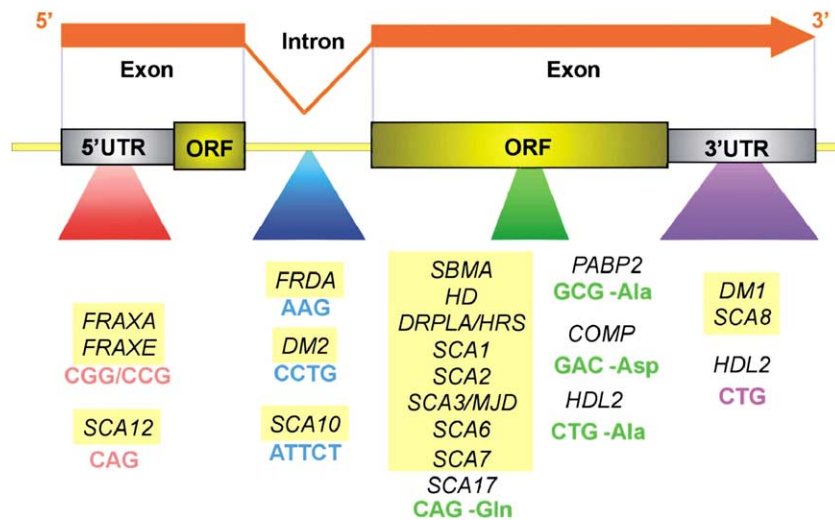 5’
3’
Intron
Exon
Exon
5’UTR
ORF
ORF
3’UTR
FRAXA
FRAXE
CGG/CCG
SCA12
CAG
FRDA
AAG
DM2
CCTG
SCA10
ATTCT
SBMA
HD
DRPLA/HRS
SCA1
SCA2
SCA3/MJD
SCA6
SCA7
SCA17
CAG -Gln
PABP2
GCG -Ala
COMP
GAC -Asp
HDL2
CTG -Ala
DM1
SCA8
HDL2
CTG